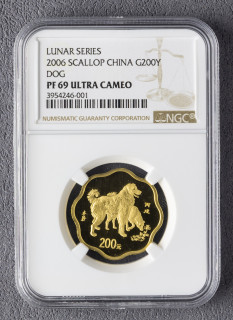 LUNAR SERIES
2006 SCALLOP CHINA G200Y
DOG
PF 69 ULTRA CAMEO
3954246-001
NUMISMATIC GUARANTY CORPORATION
NGC
200元